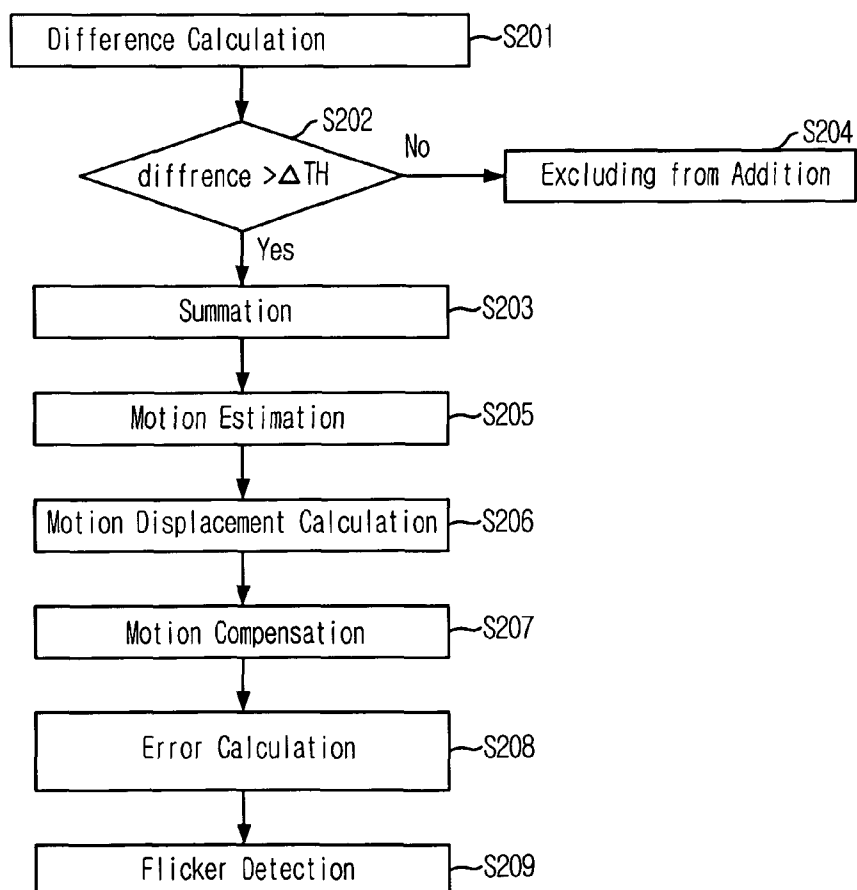 Difference Calculation
S201
S202
diffrence >△TH
No
S204
Excluding from Addition
Yes
Summation
S203
Motion Estimation
S205
Motion Displacement Calculation
S206
Motion Compensation
S207
Error Calculation
S208
Flicker Detection
S209